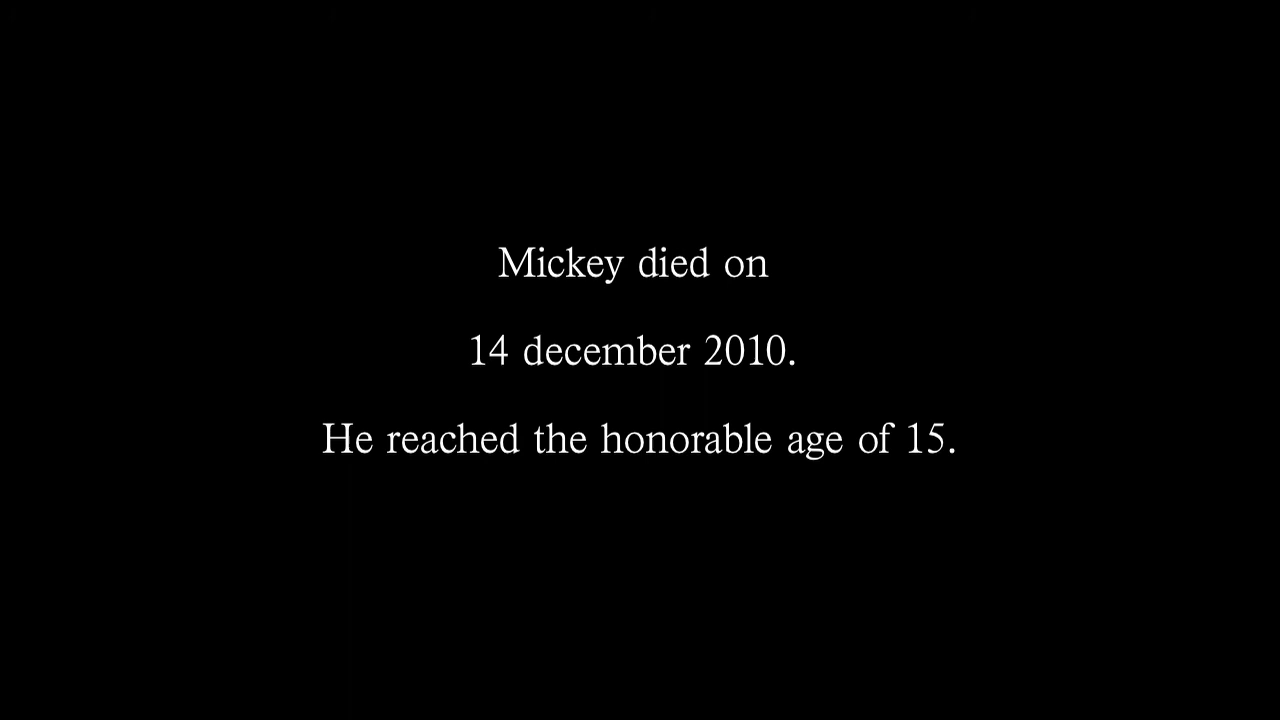 Mickey died on
14 december 2010.
He reached the honorable age of 15.